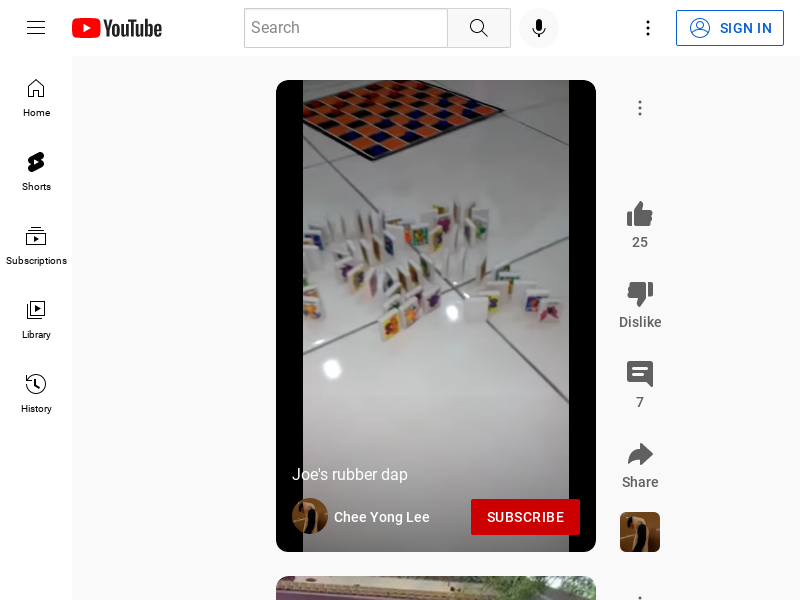 YouTube
Search
SIGN IN
Home
Shorts
Subscriptions
Library
History
25
Dislike
7
Share
Joe's rubber dap
Chee Yong Lee
SUBSCRIBE